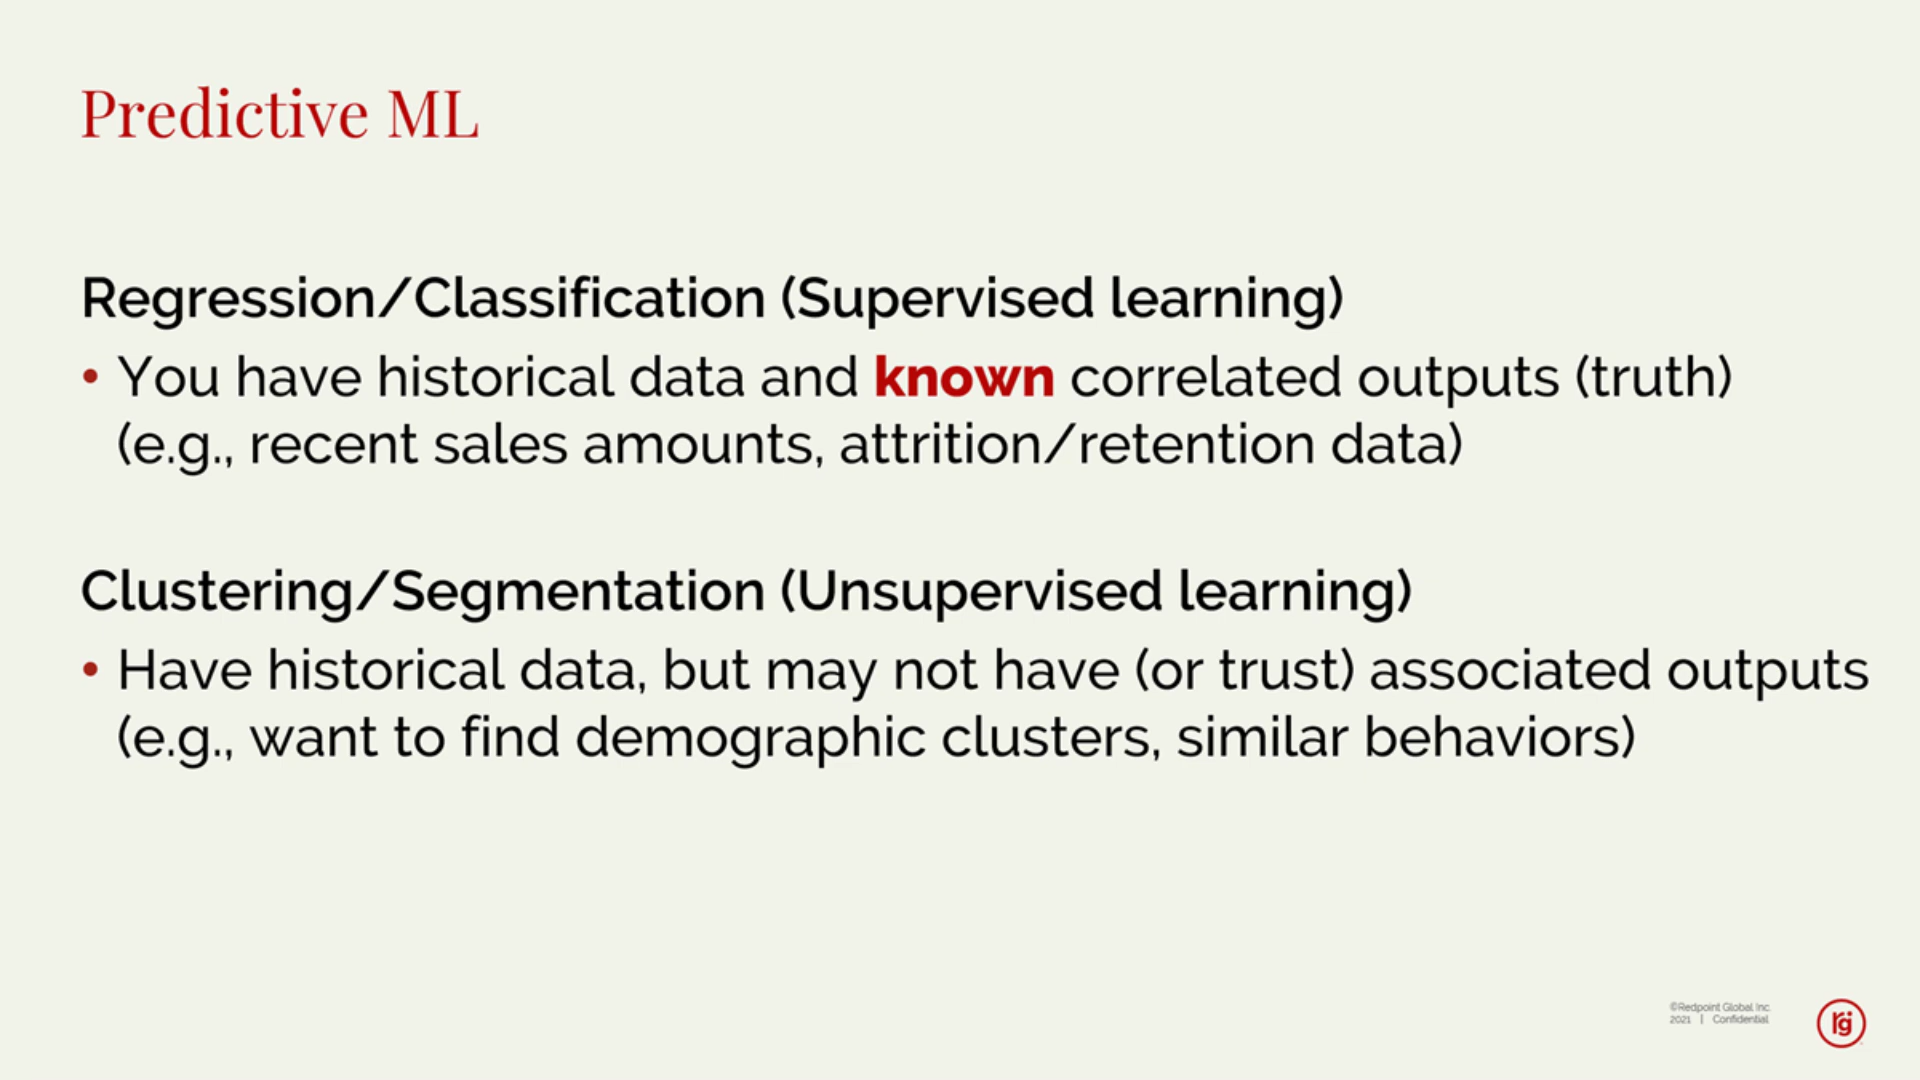 Predictive ML
Regression/Classification (Supervised learning)
• You have historical data and known correlated outputs (truth)
(e.g., recent sales amounts, attrition/retention data)
Clustering/Segmentation (Unsupervised learning)
• Have historical data, but may not have (or trust) associated outputs
(e.g., want to find demographic clusters, similar behaviors)
©Redpoint Global Inc.
2021 | Confidential
rg